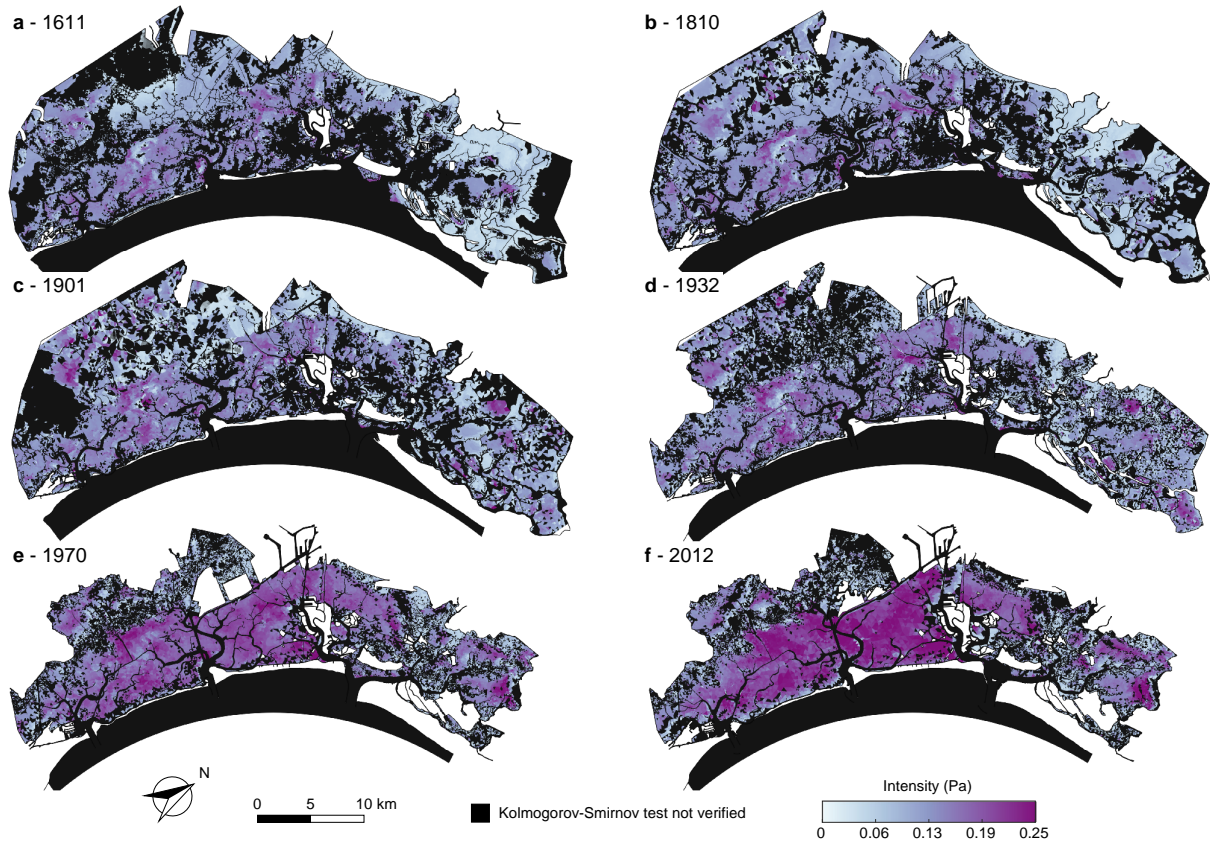 a - 1611
b - 1810
c - 1901
d - 1932
e - 1970
f - 2012
N
0 5 10 km
Kolmogorov-Smirnov test not verified
Intensity (Pa)
0 0.06 0.13 0.19 0.25